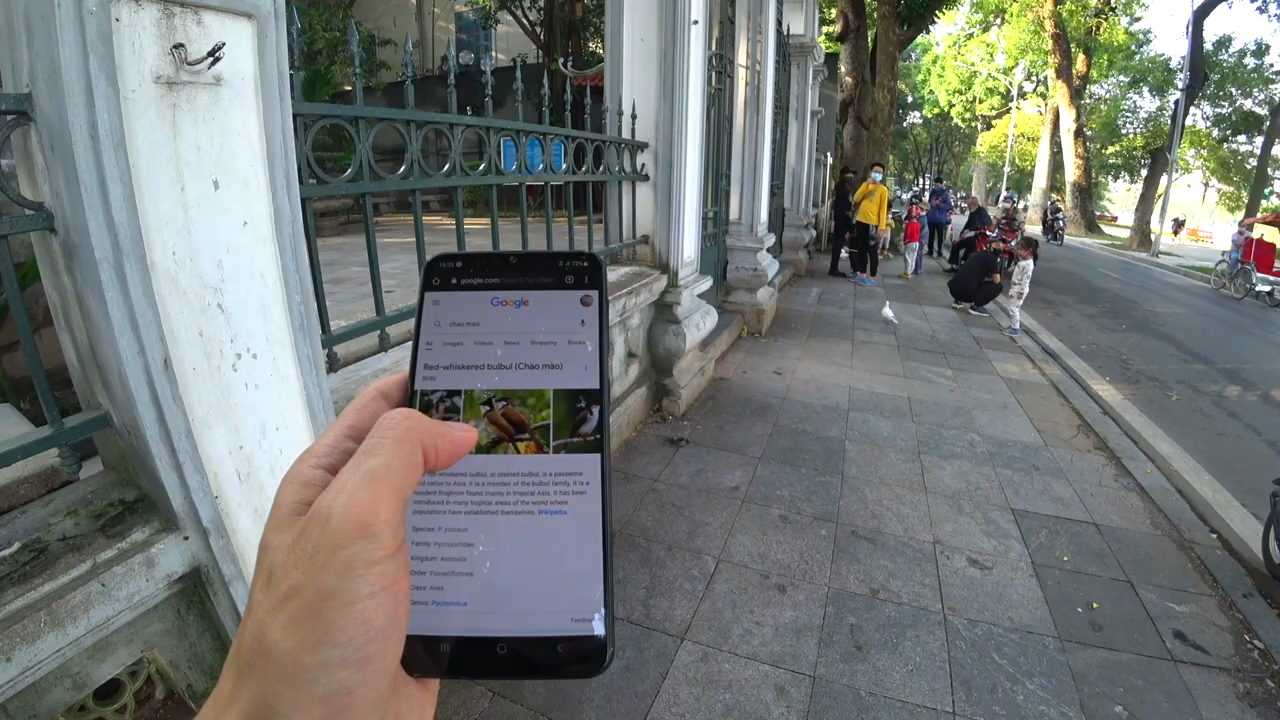 72%
google.com
Google
chao mao
All Images Videos News Shopping Books
Red-whiskered bulbul (Chào mào)
Birds
whiskered bulbul, or crested bulbul, is a passerine
native to Asia. It is a member of the bulbul family. It is a
resident frugivore found mainly in tropical Asia. It has been
introduced in many tropical areas of the world where
populations have established themselves. Wikipedia
Species: P. jocosus
Family: Pycnonotidae
Kingdom: Animalia
Order: Passeriformes
Class: Aves
Genus: Pycnonotus
Feedback